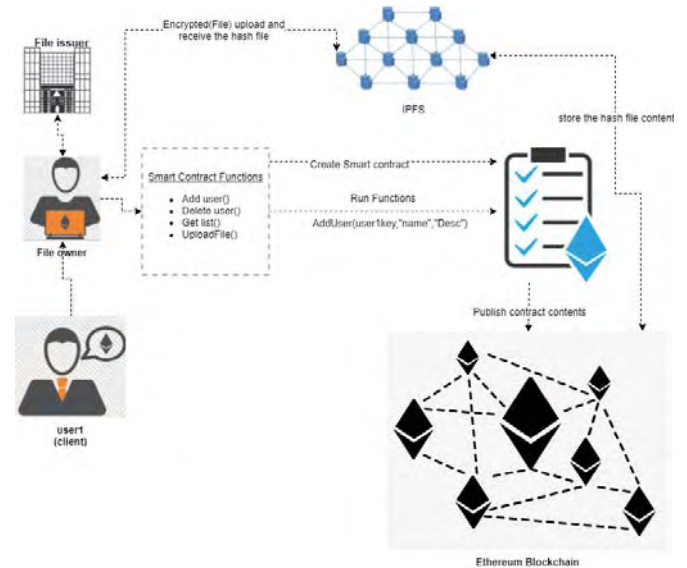 Encrypted(File) upload and
receive the hash file
File issuer
IPFS
store the hash file content
Smart Contract Functions
Add user()
Delete user()
Get list()
UploadFile()
Create Smart contract
Run Functions
AddUser(user1key,"name","Desc")
File owner
Publish contract contents
user1
(client)
Ethereum Blockchain